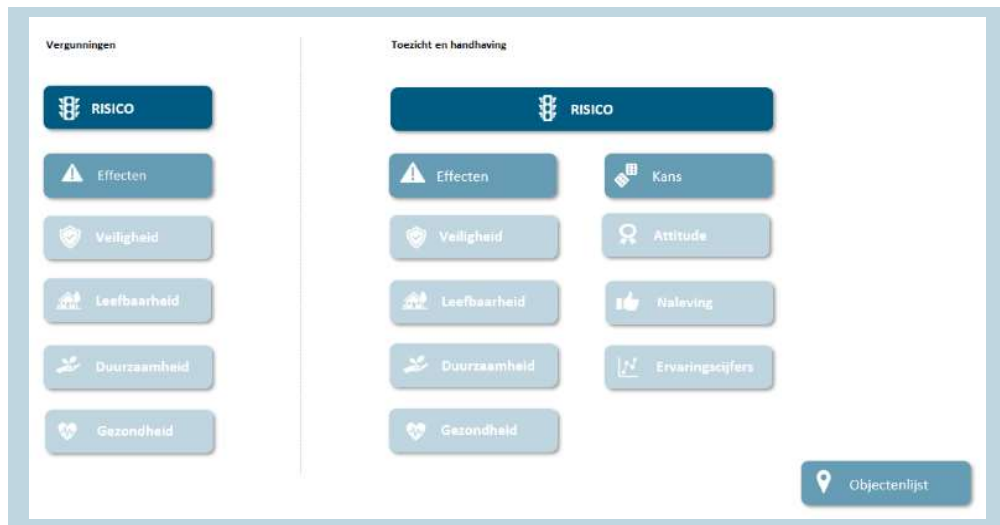 Vergunningen
RISICO
Effecten
Veiligheid
Leefbaarheid
Duurzaamheid
Gezondheid
Toezicht en handhaving
RISICO
Effecten
Veiligheid
Leefbaarheid
Duurzaamheid
Gezondheid
Kans
Attitude
Naleving
Ervaringscijfers
Objectenlijst